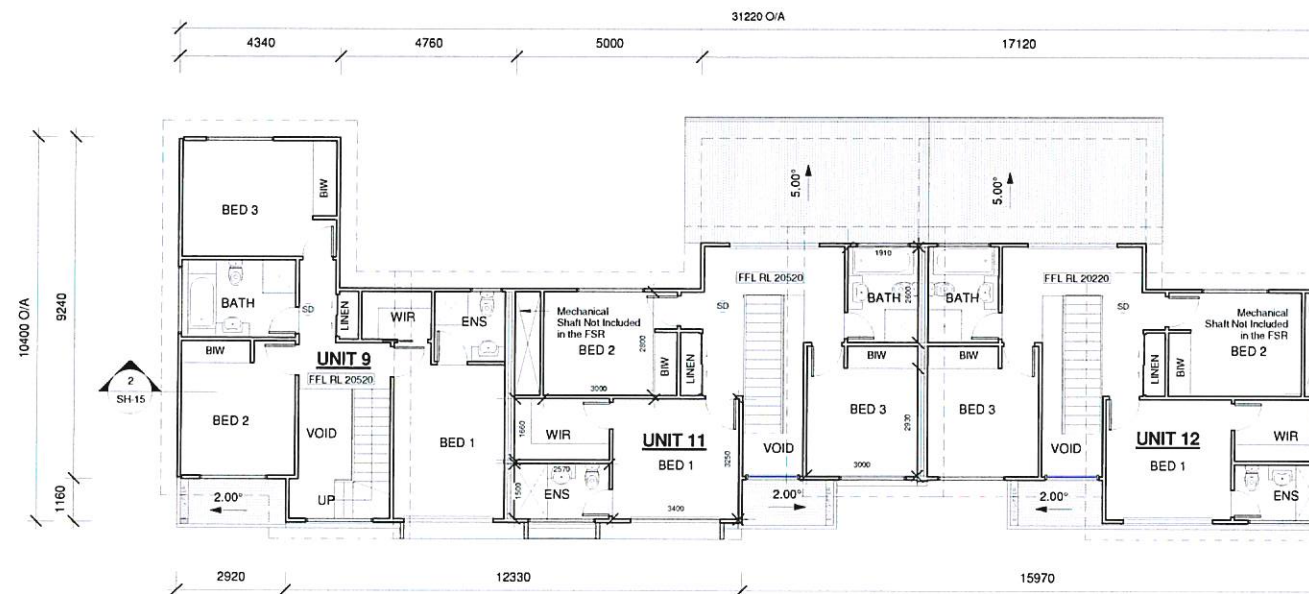 31220 O/A
4340 4760 5000 17120
10400 O/A
9240
1160
BED 3
BIW
5.00°
5.00°
BATH
SD
LINEN
WIR
ENS
Mechanical
Shaft Not Included
in the FSR
BED 2
2800
3000
BIW
LINEN
SD
FFL RL 20520
1910
BATH
2600
BATH
FFL RL 20220
SD
Mechanical
Shaft Not Included
in the FSR
BED 2
LINEN
BIW
BIW
UNIT 9
FFL RL 20520
2
SH-15
BED 2
VOID
UP
BED 1
1660
WIR
UNIT 11
BED 1
3250
2570
1500
ENS
3400
VOID
BIW
BED 3
2930
3000
BIW
BED 3
VOID
UNIT 12
BED 1
WIR
ENS
2.00°
2.00°
2.00°
2920 12330 15970